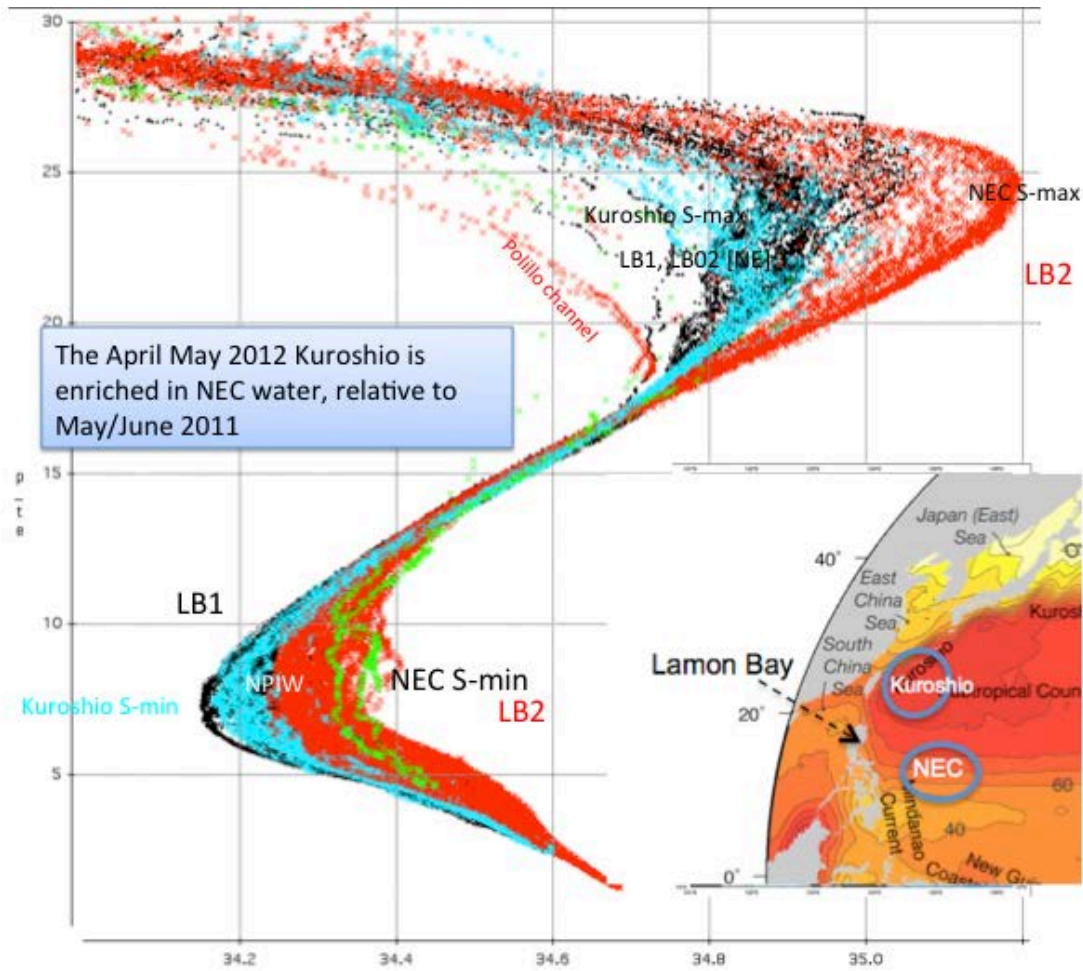 30
25
20
15
10
5
p_te
Kuroshio S-max
NEC S-max
LB1, LB02 [NE]
LB2
Polillo channel
The April May 2012 Kuroshio is
enriched in NEC water, relative to
May/June 2011
LB1
NPIW
NEC S-min
Kuroshio S-min
LB2
Japan (East)
Sea
40°
East
China
Sea
South
China
Sea
Lamon Bay
Kuroshio
Kuroshio
20°
NEC
60
40
Current
New
0°
34.2
34.4
34.6
34.8
35.0